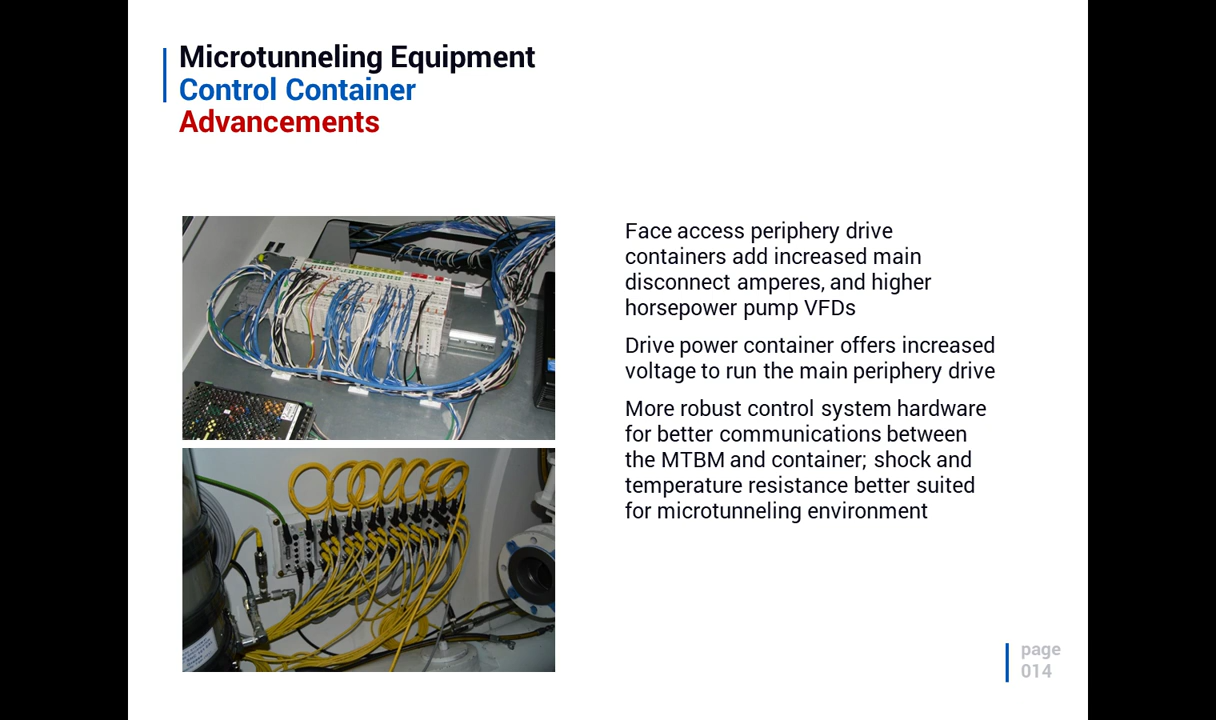 Microtunneling Equipment
Control Container
Advancements
Face access periphery drive
containers add increased main
disconnect amperes, and higher
horsepower pump VFDs
Drive power container offers increased
voltage to run the main periphery drive
More robust control system hardware
for better communications between
the MTBM and container; shock and
temperature resistance better suited
for microtunneling environment
page
014